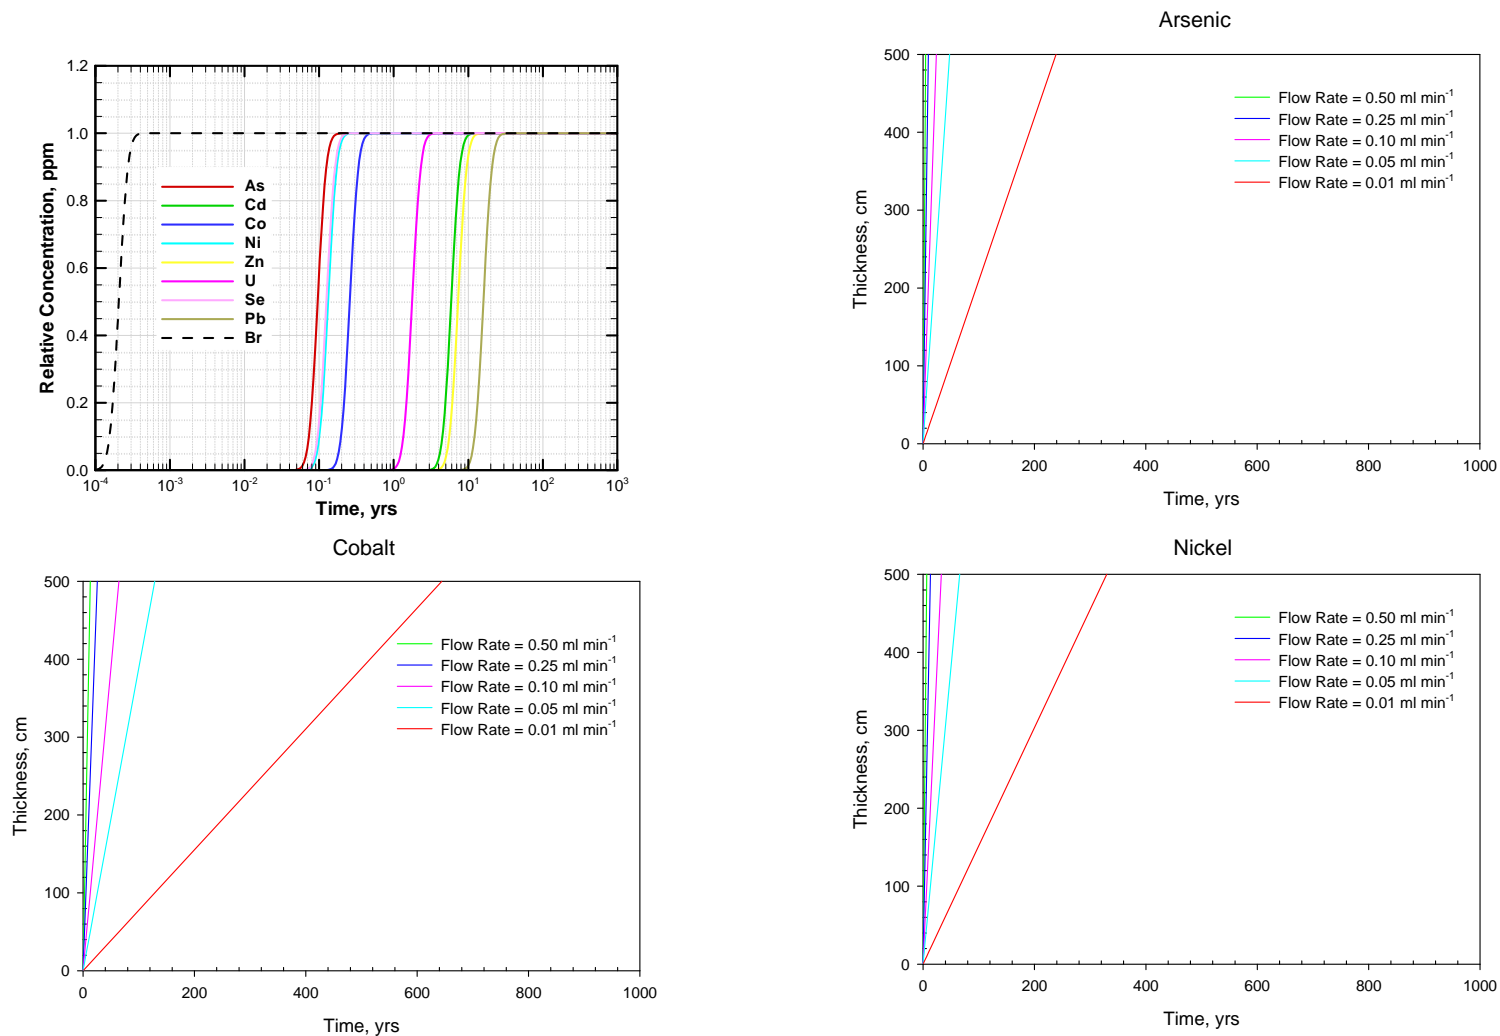 1.2
1.0
0.8
0.6
0.4
0.2
0.0
Relative Concentration, ppm
As
Cd
Co
Ni
Zn
U
Se
Pb
Br
10⁻⁴ 10⁻³ 10⁻² 10⁻¹ 10⁰ 10¹ 10² 10³
Time, yrs
Arsenic
500
400
300
200
100
0
Thickness, cm
Flow Rate = 0.50 ml min⁻¹
Flow Rate = 0.25 ml min⁻¹
Flow Rate = 0.10 ml min⁻¹
Flow Rate = 0.05 ml min⁻¹
Flow Rate = 0.01 ml min⁻¹
0 200 400 600 800 1000
Time, yrs
Cobalt
500
400
300
200
100
0
Thickness, cm
Flow Rate = 0.50 ml min⁻¹
Flow Rate = 0.25 ml min⁻¹
Flow Rate = 0.10 ml min⁻¹
Flow Rate = 0.05 ml min⁻¹
Flow Rate = 0.01 ml min⁻¹
0 200 400 600 800 1000
Time, yrs
Nickel
500
400
300
200
100
0
Thickness, cm
Flow Rate = 0.50 ml min⁻¹
Flow Rate = 0.25 ml min⁻¹
Flow Rate = 0.10 ml min⁻¹
Flow Rate = 0.05 ml min⁻¹
Flow Rate = 0.01 ml min⁻¹
0 200 400 600 800 1000
Time, yrs